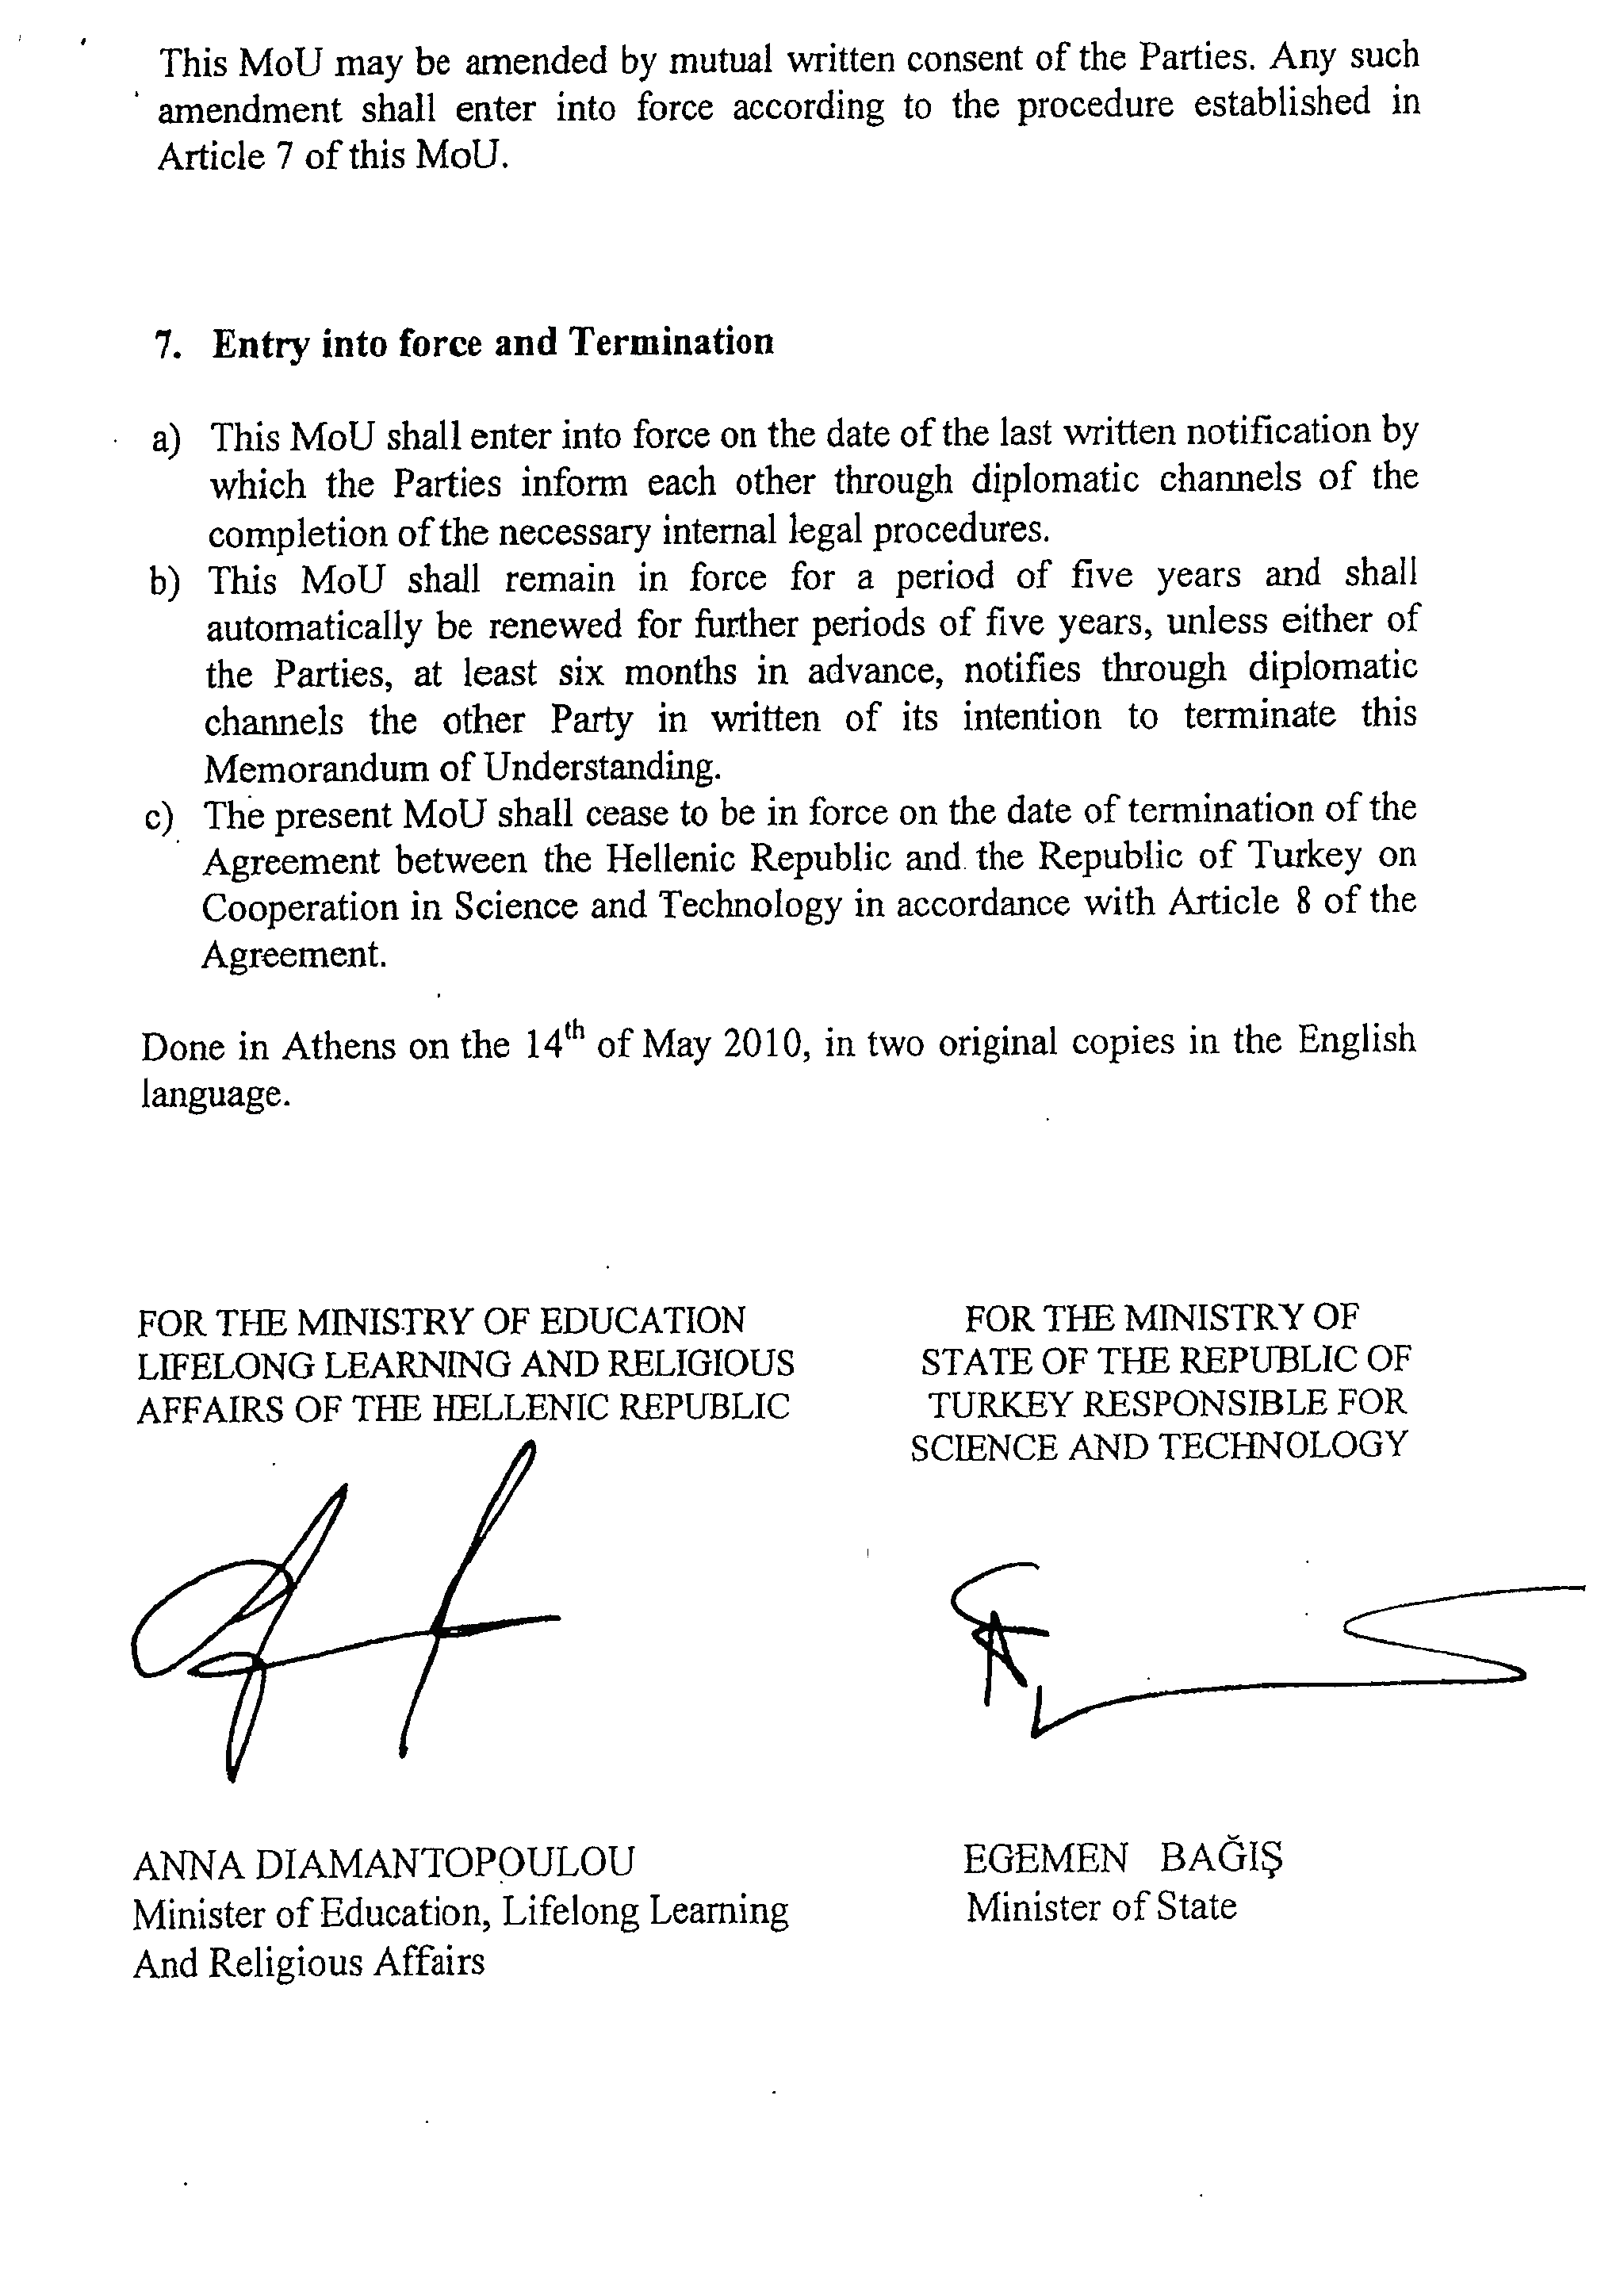 This MoU may be amended by mutual written consent of the Parties. Any such
amendment shall enter into force according to the procedure established in
Article 7 of this MoU.
7. Entry into force and Termination
a) This MoU shall enter into force on the date of the last written notification by
which the Parties inform each other through diplomatic channels of the
completion of the necessary internal legal procedures.
b) This MoU shall remain in force for a period of five years and shall
automatically be renewed for further periods of five years, unless either of
the Parties, at least six months in advance, notifies through diplomatic
channels the other Party in written of its intention to terminate this
Memorandum of Understanding.
c) The present MoU shall cease to be in force on the date of termination of the
Agreement between the Hellenic Republic and the Republic of Turkey on
Cooperation in Science and Technology in accordance with Article 8 of the
Agreement.
Done in Athens on the 14th of May 2010, in two original copies in the English
language.
FOR THE MINISTRY OF EDUCATION
LIFELONG LEARNING AND RELIGIOUS
AFFAIRS OF THE HELLENIC REPUBLIC
FOR THE MINISTRY OF
STATE OF THE REPUBLIC OF
TURKEY RESPONSIBLE FOR
SCIENCE AND TECHNOLOGY
ANNA DIAMANTOPOULOU
Minister of Education, Lifelong Learning
And Religious Affairs
EGEMEN BAĞIŞ
Minister of State